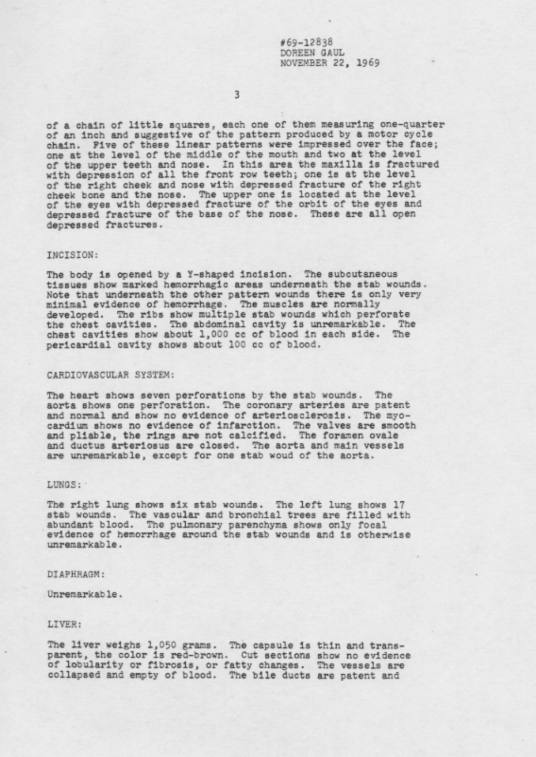 #69-12838
DOREEN GAUL
NOVEMBER 22, 1969
3
of a chain of little squares, each one of them measuring one-quarter
of an inch and suggestive of the pattern produced by a motor cycle
chain. Five of these linear patterns were impressed over the face;
one at the level of the middle of the mouth and two at the level
of the upper teeth and nose. In this area the maxilla is fractured
with depression of all the front row teeth; one is at the level
of the right cheek and nose with depressed fracture of the right
cheek bone and the nose. The upper one is located at the level
of the eyes with depressed fracture of the orbit of the eyes and
depressed fracture of the base of the nose. These are all open
depressed fractures.
INCISION:
The body is opened by a Y-shaped incision. The subcutaneous
tissues show marked hemorrhagic areas underneath the stab wounds.
Note that underneath the other pattern wounds there is only very
minimal evidence of hemorrhage. The muscles are normally
developed. The ribs show multiple stab wounds which perforate
the chest cavities. The abdominal cavity is unremarkable. The
chest cavities show about 1,000 cc of blood in each side. The
pericardial cavity shows about 100 cc of blood.
CARDIOVASCULAR SYSTEM:
The heart shows seven perforations by the stab wounds. The
aorta shows one perforation. The coronary arteries are patent
and normal and show no evidence of arteriosclerosis. The myo-
cardium shows no evidence of infarction. The valves are smooth
and pliable, the rings are not calcified. The foramen ovale
and ductus arteriosus are closed. The aorta and main vessels
are unremarkable, except for one stab woud of the aorta.
LUNGS:
The right lung shows six stab wounds. The left lung shows 17
stab wounds. The vascular and bronchial trees are filled with
abundant blood. The pulmonary parenchyma shows only focal
evidence of hemorrhage around the stab wounds and is otherwise
unremarkable.
DIAPHRAGM:
Unremarkable.
LIVER:
The liver weighs 1,050 grams. The capsule is thin and trans-
parent, the color is red-brown. Cut sections show no evidence
of lobularity or fibrosis, or fatty changes. The vessels are
collapsed and empty of blood. The bile ducts are patent and